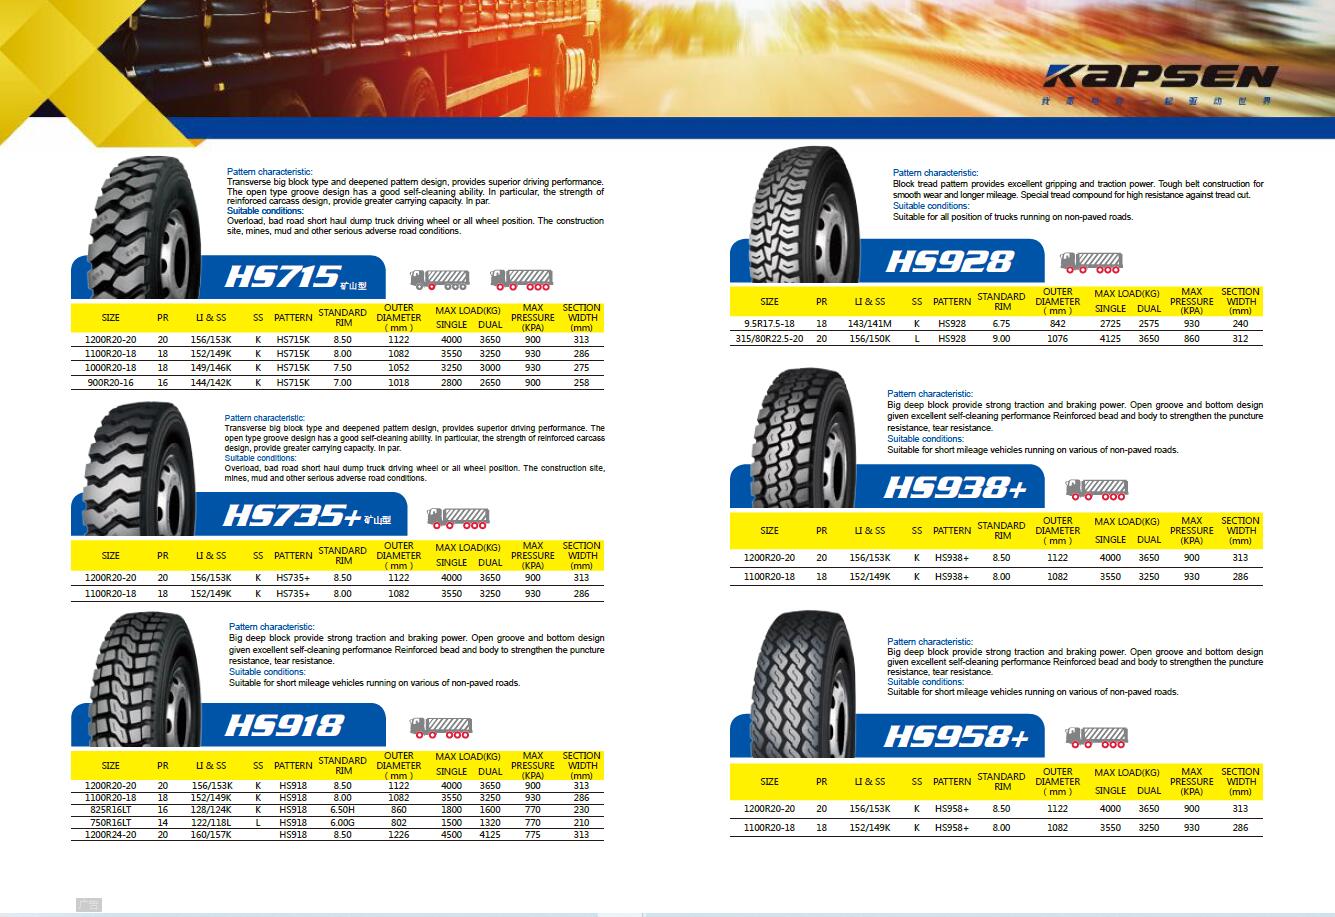 KAPSEN
Pattern characteristic:
Transverse big block type and deepened pattern design, provides superior driving performance.
The open type groove design has a good self-cleaning ability. In particular, the strength of
reinforced carcass design, provide greater carrying capacity. In par.
Suitable conditions:
Overload, bad road short haul dump truck driving wheel or all wheel position. The construction
site, mines, mud and other serious adverse road conditions.
HS715 矿山型
SIZE PR LI & SS SS PATTERN STANDARD RIM OUTER DIAMETER ( mm ) MAX LOAD(KG) SINGLE DUAL MAX PRESSURE (KPA) SECTION WIDTH (mm)
1200R20-20 20 156/153K K HS715K 8.50 1122 4000 3650 900 313
1100R20-18 18 152/149K K HS715K 8.00 1082 3550 3250 930 286
1000R20-18 18 149/146K K HS715K 7.50 1052 3250 3000 930 275
900R20-16 16 144/142K K HS715K 7.00 1018 2800 2650 900 258
Pattern characteristic:
Transverse big block type and deepened pattern design, provides superior driving performance. The
open type groove design has a good self-cleaning ability. In particular, the strength of reinforced carcass
design, provide greater carrying capacity. In par.
Suitable conditions:
Overload, bad road short haul dump truck driving wheel or all wheel position. The construction site,
mines, mud and other serious adverse road conditions.
HS735+ 矿山型
SIZE PR LI & SS SS PATTERN STANDARD RIM OUTER DIAMETER ( mm ) MAX LOAD(KG) SINGLE DUAL MAX PRESSURE (KPA) SECTION WIDTH (mm)
1200R20-20 20 156/153K K HS735+ 8.50 1122 4000 3650 900 313
1100R20-18 18 152/149K K HS735+ 8.00 1082 3550 3250 930 286
Pattern characteristic:
Big deep block provide strong traction and braking power. Open groove and bottom design
given excellent self-cleaning performance Reinforced bead and body to strengthen the puncture
resistance, tear resistance.
Suitable conditions:
Suitable for short mileage vehicles running on various of non-paved roads.
HS918
SIZE PR LI & SS SS PATTERN STANDARD RIM OUTER DIAMETER ( mm ) MAX LOAD(KG) SINGLE DUAL MAX PRESSURE (KPA) SECTION WIDTH (mm)
1200R20-20 20 156/153K K HS918 8.50 1122 4000 3650 900 313
1100R20-18 18 152/149K K HS918 8.00 1082 3550 3250 930 286
825R16LT 16 128/124K K HS918 6.50H 860 1800 1600 770 230
750R16LT 14 122/118L L HS918 6.00G 802 1500 1320 770 210
1200R24-20 20 160/157K HS918 8.50 1226 4500 4125 775 313
广告
Pattern characteristic:
Block tread pattern provides excellent gripping and traction power. Tough belt construction for
smooth wear and longer mileage. Special tread compound for high resistance against tread cut.
Suitable conditions:
Suitable for all position of trucks running on non-paved roads.
HS928
SIZE PR LI & SS SS PATTERN STANDARD RIM OUTER DIAMETER ( mm ) MAX LOAD(KG) SINGLE DUAL MAX PRESSURE (KPA) SECTION WIDTH (mm)
9.5R17.5-18 18 143/141M K HS928 6.75 842 2725 2575 930 240
315/80R22.5-20 20 156/150K L HS928 9.00 1076 4125 3650 860 312
Pattern characteristic:
Big deep block provide strong traction and braking power. Open groove and bottom design
given excellent self-cleaning performance Reinforced bead and body to strengthen the puncture
resistance, tear resistance.
Suitable conditions:
Suitable for short mileage vehicles running on various of non-paved roads.
HS938+
SIZE PR LI & SS SS PATTERN STANDARD RIM OUTER DIAMETER ( mm ) MAX LOAD(KG) SINGLE DUAL MAX PRESSURE (KPA) SECTION WIDTH (mm)
1200R20-20 20 156/153K K HS938+ 8.50 1122 4000 3650 900 313
1100R20-18 18 152/149K K HS938+ 8.00 1082 3550 3250 930 286
Pattern characteristic:
Big deep block provide strong traction and braking power. Open groove and bottom design
given excellent self-cleaning performance Reinforced bead and body to strengthen the puncture
resistance, tear resistance.
Suitable conditions:
Suitable for short mileage vehicles running on various of non-paved roads.
HS958+
SIZE PR LI & SS SS PATTERN STANDARD RIM OUTER DIAMETER ( mm ) MAX LOAD(KG) SINGLE DUAL MAX PRESSURE (KPA) SECTION WIDTH (mm)
1200R20-20 20 156/153K K HS958+ 8.50 1122 4000 3650 900 313
1100R20-18 18 152/149K K HS958+ 8.00 1082 3550 3250 930 286